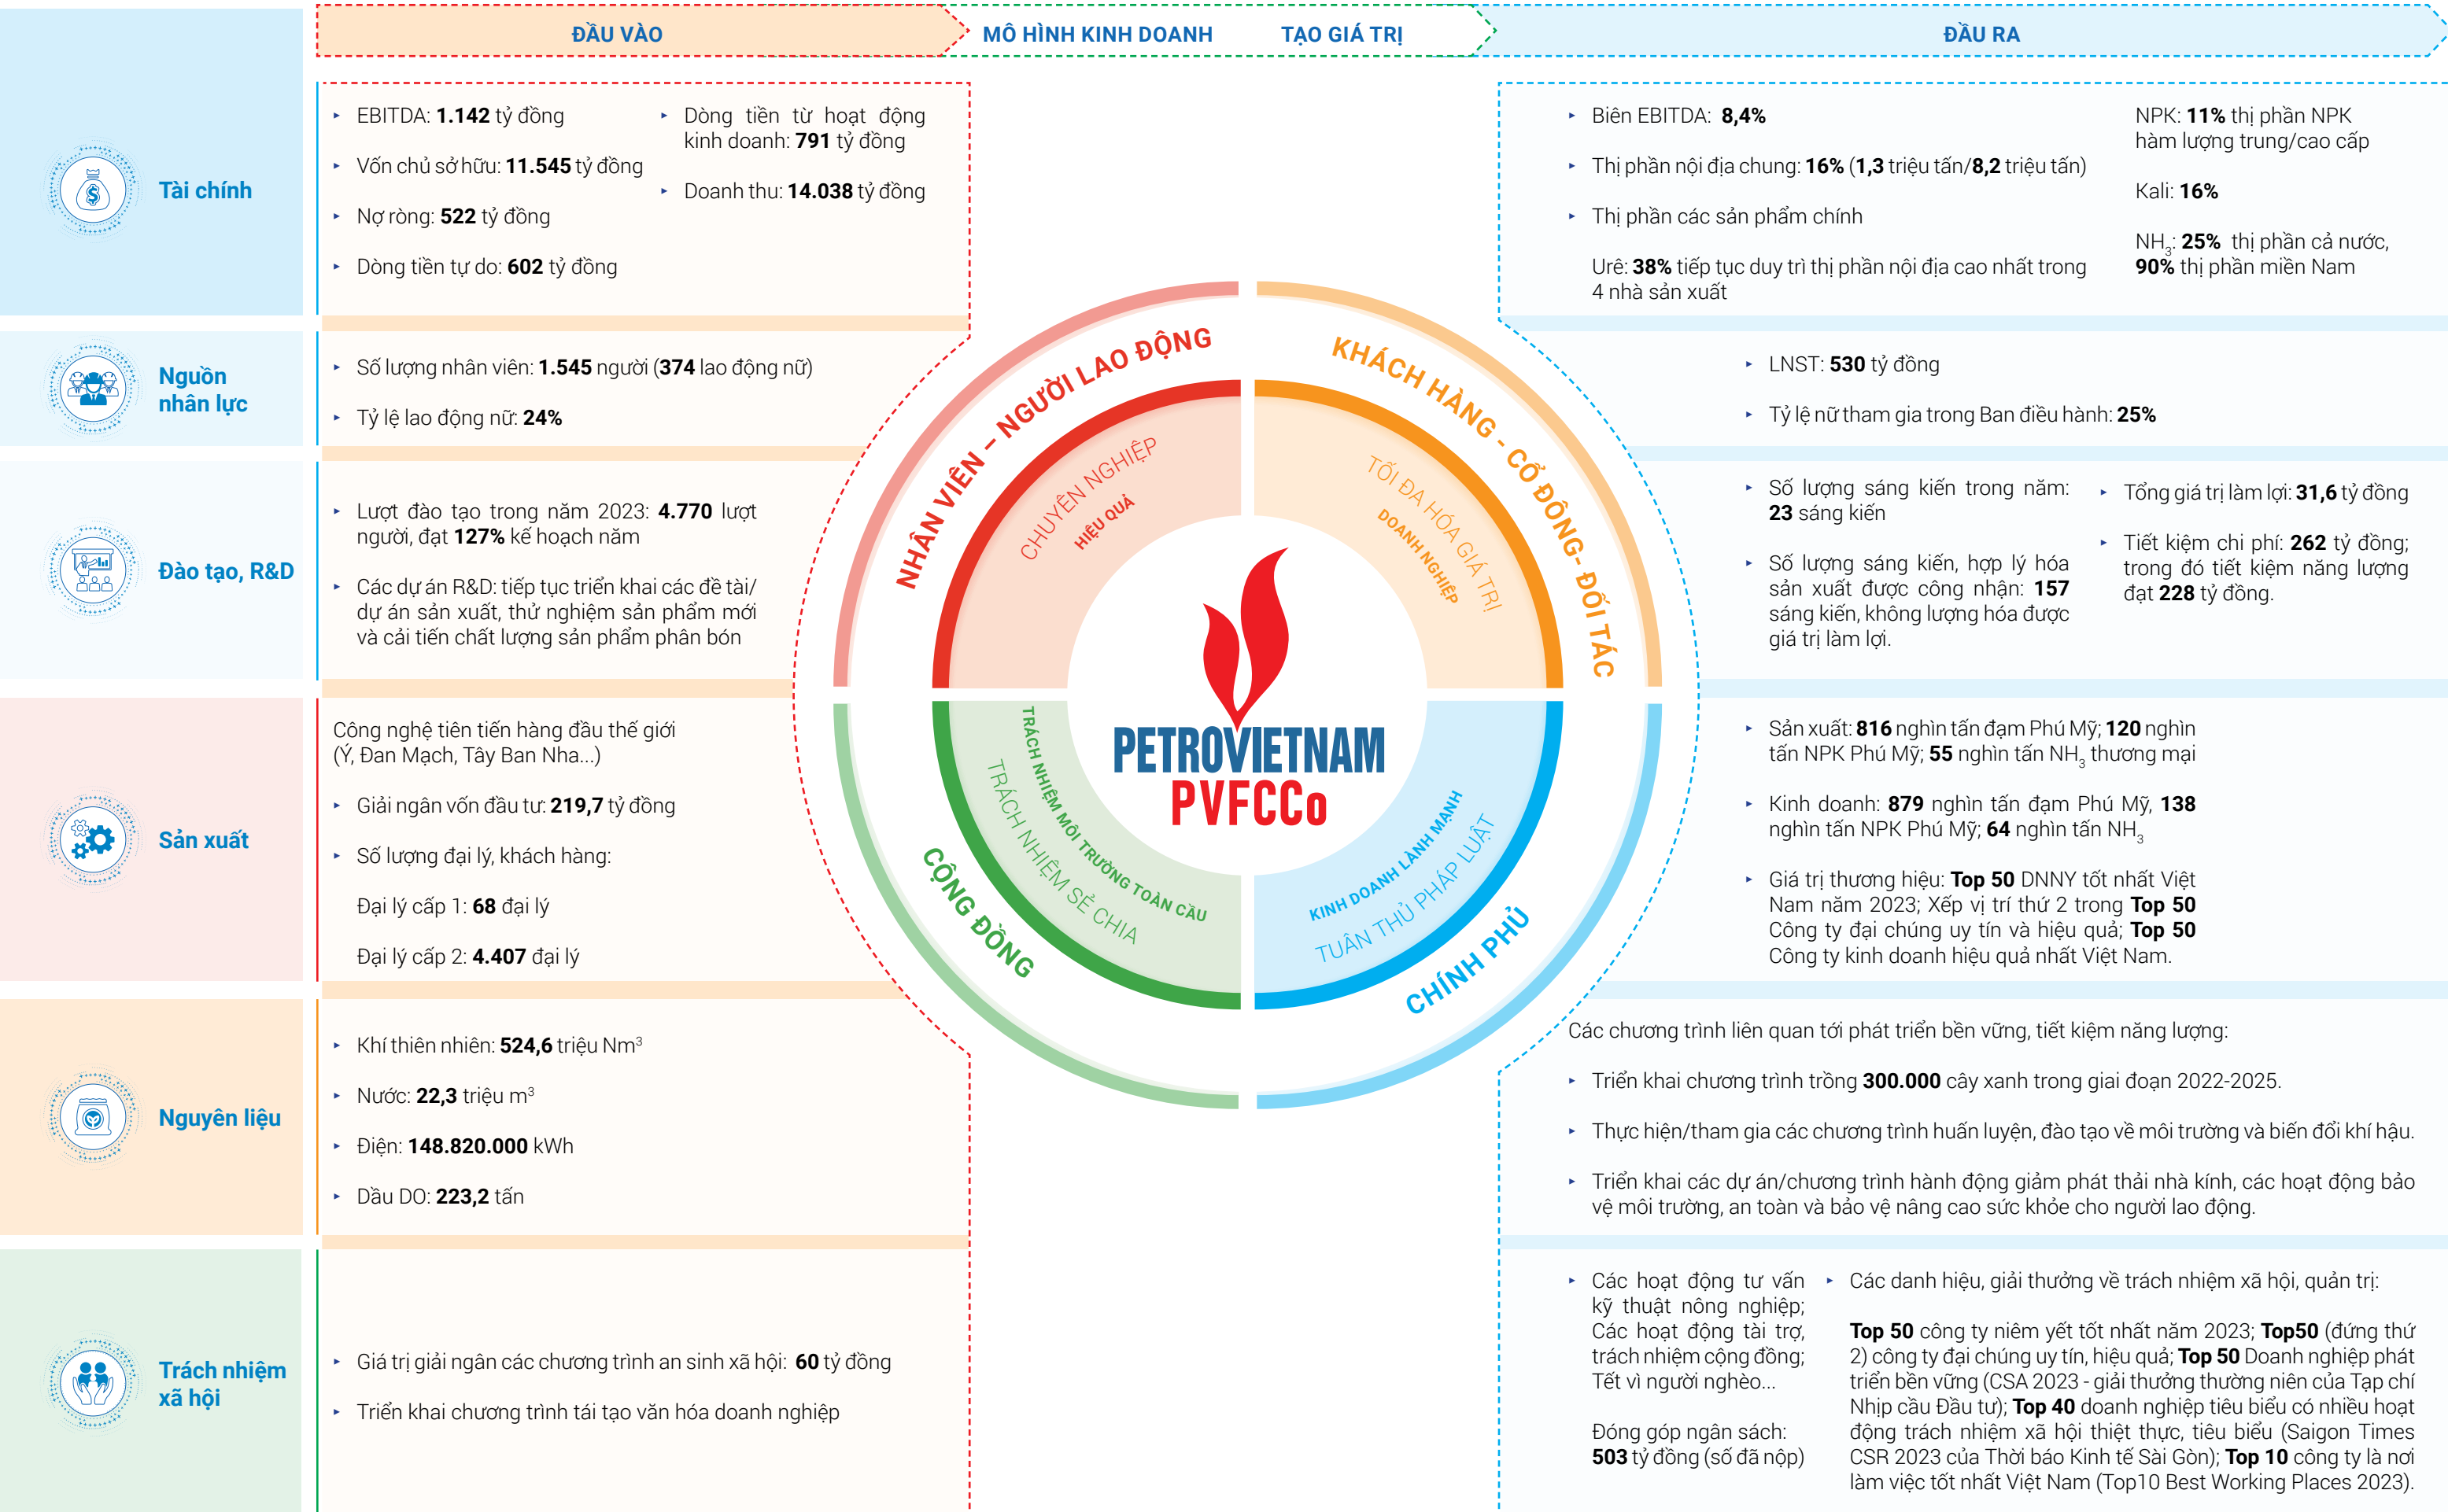 ĐẦU VÀO
MÔ HÌNH KINH DOANH
TẠO GIÁ TRỊ
ĐẦU RA
Tài chính
▸ EBITDA: 1.142 tỷ đồng
▸ Vốn chủ sở hữu: 11.545 tỷ đồng
▸ Nợ ròng: 522 tỷ đồng
▸ Dòng tiền tự do: 602 tỷ đồng
▸ Dòng tiền từ hoạt động
kinh doanh: 791 tỷ đồng
▸ Doanh thu: 14.038 tỷ đồng
▸ Biên EBITDA: 8,4%
▸ Thị phần nội địa chung: 16% (1,3 triệu tấn/8,2 triệu tấn)
▸ Thị phần các sản phẩm chính
Urê: 38% tiếp tục duy trì thị phần nội địa cao nhất trong
4 nhà sản xuất
NPK: 11% thị phần NPK
hàm lượng trung/cao cấp
Kali: 16%
NH₃: 25% thị phần cả nước,
90% thị phần miền Nam
Nguồn
nhân lực
▸ Số lượng nhân viên: 1.545 người (374 lao động nữ)
▸ Tỷ lệ lao động nữ: 24%
▸ LNST: 530 tỷ đồng
▸ Tỷ lệ nữ tham gia trong Ban điều hành: 25%
Đào tạo, R&D
▸ Lượt đào tạo trong năm 2023: 4.770 lượt
người, đạt 127% kế hoạch năm
▸ Các dự án R&D: tiếp tục triển khai các đề tài/
dự án sản xuất, thử nghiệm sản phẩm mới
và cải tiến chất lượng sản phẩm phân bón
▸ Số lượng sáng kiến trong năm:
23 sáng kiến
▸ Số lượng sáng kiến, hợp lý hóa
sản xuất được công nhận: 157
sáng kiến, không lượng hóa được
giá trị làm lợi.
▸ Tổng giá trị làm lợi: 31,6 tỷ đồng
▸ Tiết kiệm chi phí: 262 tỷ đồng;
trong đó tiết kiệm năng lượng
đạt 228 tỷ đồng.
NHÂN VIÊN – NGƯỜI LAO ĐỘNG
CHUYÊN NGHIỆP
HIỆU QUẢ
KHÁCH HÀNG - CỔ ĐÔNG- ĐỐI TÁC
TỐI ĐA HÓA GIÁ TRỊ
DOANH NGHIỆP
PETROVIETNAM
PVFCCo
TRÁCH NHIỆM MÔI TRƯỜNG TOÀN CẦU
TRÁCH NHIỆM SẺ CHIA
CỘNG ĐỒNG
KINH DOANH LÀNH MẠNH
TUÂN THỦ PHÁP LUẬT
CHÍNH PHỦ
Sản xuất
Công nghệ tiên tiến hàng đầu thế giới
(Ý, Đan Mạch, Tây Ban Nha...)
▸ Giải ngân vốn đầu tư: 219,7 tỷ đồng
▸ Số lượng đại lý, khách hàng:
Đại lý cấp 1: 68 đại lý
Đại lý cấp 2: 4.407 đại lý
▸ Sản xuất: 816 nghìn tấn đạm Phú Mỹ; 120 nghìn
tấn NPK Phú Mỹ; 55 nghìn tấn NH₃ thương mại
▸ Kinh doanh: 879 nghìn tấn đạm Phú Mỹ, 138
nghìn tấn NPK Phú Mỹ; 64 nghìn tấn NH₃
▸ Giá trị thương hiệu: Top 50 DNNY tốt nhất Việt
Nam năm 2023; Xếp vị trí thứ 2 trong Top 50
Công ty đại chúng uy tín và hiệu quả; Top 50
Công ty kinh doanh hiệu quả nhất Việt Nam.
Nguyên liệu
▸ Khí thiên nhiên: 524,6 triệu Nm³
▸ Nước: 22,3 triệu m³
▸ Điện: 148.820.000 kWh
▸ Dầu DO: 223,2 tấn
Các chương trình liên quan tới phát triển bền vững, tiết kiệm năng lượng:
▸ Triển khai chương trình trồng 300.000 cây xanh trong giai đoạn 2022-2025.
▸ Thực hiện/tham gia các chương trình huấn luyện, đào tạo về môi trường và biến đổi khí hậu.
▸ Triển khai các dự án/chương trình hành động giảm phát thải nhà kính, các hoạt động bảo
vệ môi trường, an toàn và bảo vệ nâng cao sức khỏe cho người lao động.
Trách nhiệm
xã hội
▸ Giá trị giải ngân các chương trình an sinh xã hội: 60 tỷ đồng
▸ Triển khai chương trình tái tạo văn hóa doanh nghiệp
▸ Các hoạt động tư vấn
kỹ thuật nông nghiệp;
Các hoạt động tài trợ,
trách nhiệm cộng đồng;
Tết vì người nghèo...
Đóng góp ngân sách:
503 tỷ đồng (số đã nộp)
▸ Các danh hiệu, giải thưởng về trách nhiệm xã hội, quản trị:
Top 50 công ty niêm yết tốt nhất năm 2023; Top50 (đứng thứ
2) công ty đại chúng uy tín, hiệu quả; Top 50 Doanh nghiệp phát
triển bền vững (CSA 2023 - giải thưởng thường niên của Tạp chí
Nhịp cầu Đầu tư); Top 40 doanh nghiệp tiêu biểu có nhiều hoạt
động trách nhiệm xã hội thiết thực, tiêu biểu (Saigon Times
CSR 2023 của Thời báo Kinh tế Sài Gòn); Top 10 công ty là nơi
làm việc tốt nhất Việt Nam (Top10 Best Working Places 2023).